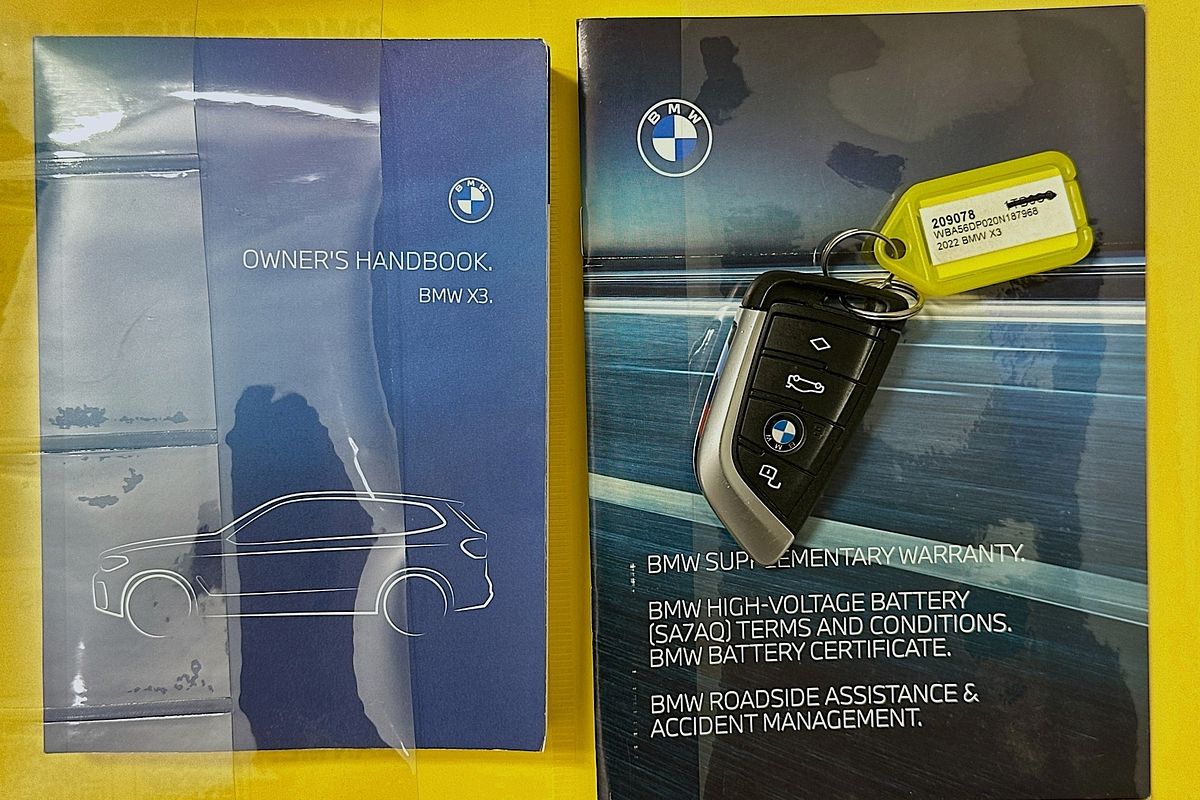 BMW
OWNER'S HANDBOOK.
BMW X3.
BMW
209078
WBA56DP020N187968
2022 BMW X3
BMW
BMW SUPPLEMENTARY WARRANTY.
BMW HIGH-VOLTAGE BATTERY
(SA7AQ) TERMS AND CONDITIONS.
BMW BATTERY CERTIFICATE.
BMW ROADSIDE ASSISTANCE &
ACCIDENT MANAGEMENT.